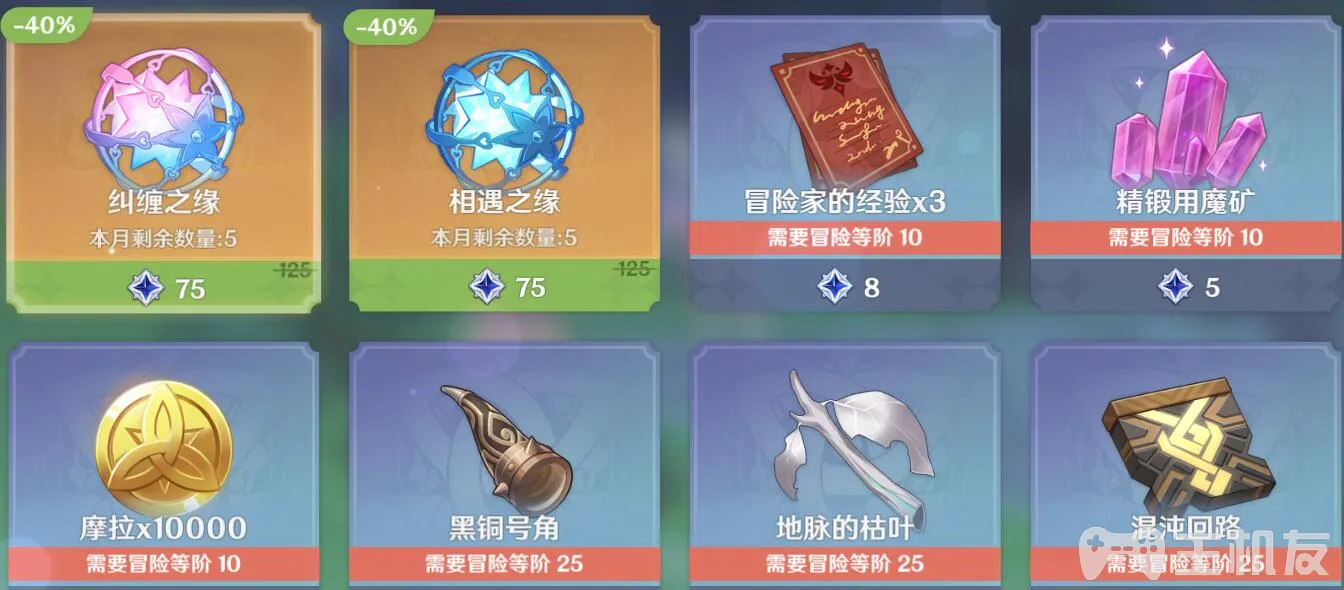 -40%
-40%
纠缠之缘
相遇之缘
冒险家的经验x3
精锻用魔矿
本月剩余数量:5
本月剩余数量:5
需要冒险等阶 10
需要冒险等阶 10
75
125
75
125
8
5
摩拉x10000
黑铜号角
地脉的枯叶
混沌回路
需要冒险等阶 10
需要冒险等阶 25
需要冒险等阶 25
需要冒险等阶 25
主机友